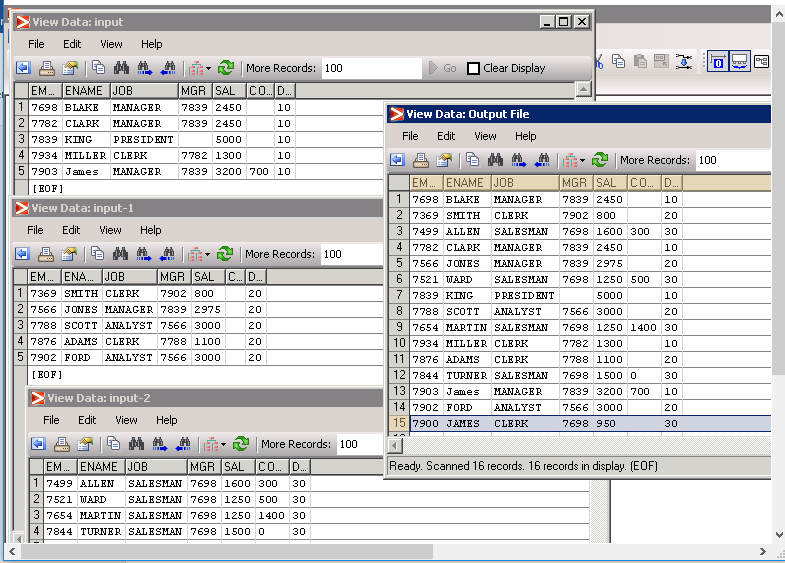 View Data: input
File Edit View Help
More Records: 100 Go Clear Display
EM... ENAME JOB MGR SAL CO... D...
1 7698 BLAKE MANAGER 7839 2450 10
2 7782 CLARK MANAGER 7839 2450 10
3 7839 KING PRESIDENT 5000 10
4 7934 MILLER CLERK 7782 1300 10
5 7903 James MANAGER 7839 3200 700 10
[EOF]
View Data: input-1
File Edit View Help
More Records: 100
EM... ENA... JOB MGR SAL C... D...
1 7369 SMITH CLERK 7902 800 20
2 7566 JONES MANAGER 7839 2975 20
3 7788 SCOTT ANALYST 7566 3000 20
4 7876 ADAMS CLERK 7788 1100 20
5 7902 FORD ANALYST 7566 3000 20
[EOF]
View Data: input-2
File Edit View Help
More Records: 100
EM... ENAME JOB MGR SAL CO... D...
1 7499 ALLEN SALESMAN 7698 1600 300 30
2 7521 WARD SALESMAN 7698 1250 500 30
3 7654 MARTIN SALESMAN 7698 1250 1400 30
4 7844 TURNER SALESMAN 7698 1500 0 30
View Data: Output File
File Edit View Help
More Records: 100
EM... ENAME JOB MGR SAL CO... D...
1 7698 BLAKE MANAGER 7839 2450 10
2 7369 SMITH CLERK 7902 800 20
3 7499 ALLEN SALESMAN 7698 1600 300 30
4 7782 CLARK MANAGER 7839 2450 10
5 7566 JONES MANAGER 7839 2975 20
6 7521 WARD SALESMAN 7698 1250 500 30
7 7839 KING PRESIDENT 5000 10
8 7788 SCOTT ANALYST 7566 3000 20
9 7654 MARTIN SALESMAN 7698 1250 1400 30
10 7934 MILLER CLERK 7782 1300 10
11 7876 ADAMS CLERK 7788 1100 20
12 7844 TURNER SALESMAN 7698 1500 0 30
13 7903 James MANAGER 7839 3200 700 10
14 7902 FORD ANALYST 7566 3000 20
15 7900 JAMES CLERK 7698 950 30
Ready. Scanned 16 records. 16 records in display. (EOF)